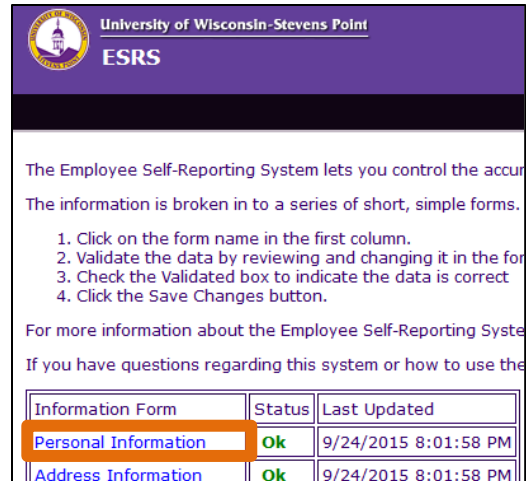 University of Wisconsin-Stevens Point
ESRS
The Employee Self-Reporting System lets you control the accur
The information is broken in to a series of short, simple forms.
1. Click on the form name in the first column.
2. Validate the data by reviewing and changing it in the for
3. Check the Validated box to indicate the data is correct
4. Click the Save Changes button.
For more information about the Employee Self-Reporting Syste
If you have questions regarding this system or how to use the
Information Form Status Last Updated
Personal Information Ok 9/24/2015 8:01:58 PM
Address Information Ok 9/24/2015 8:01:58 PM